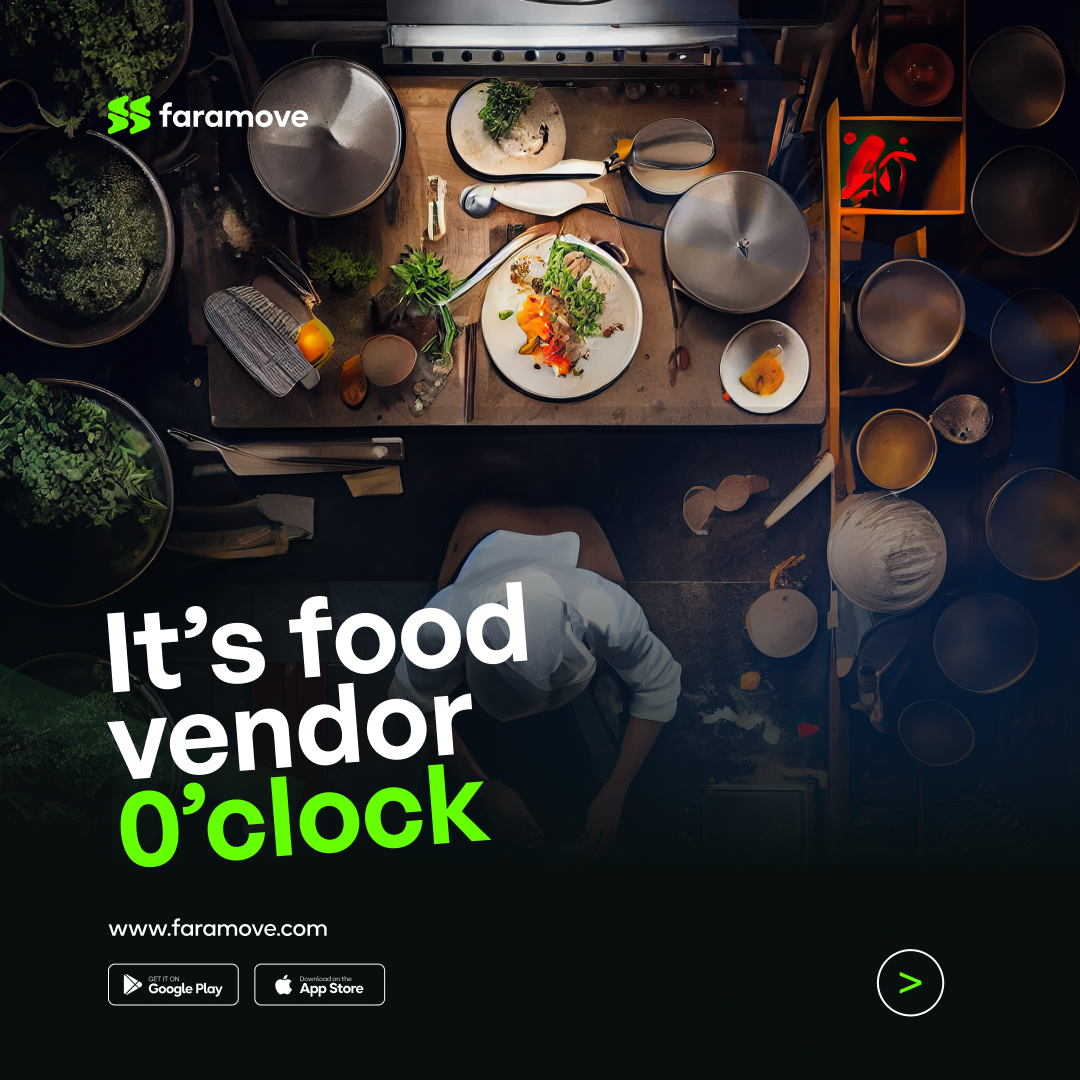 faramove
It’s food
vendor
0’clock
www.faramove.com
GET IT ON
Google Play
Download on the
App Store
>